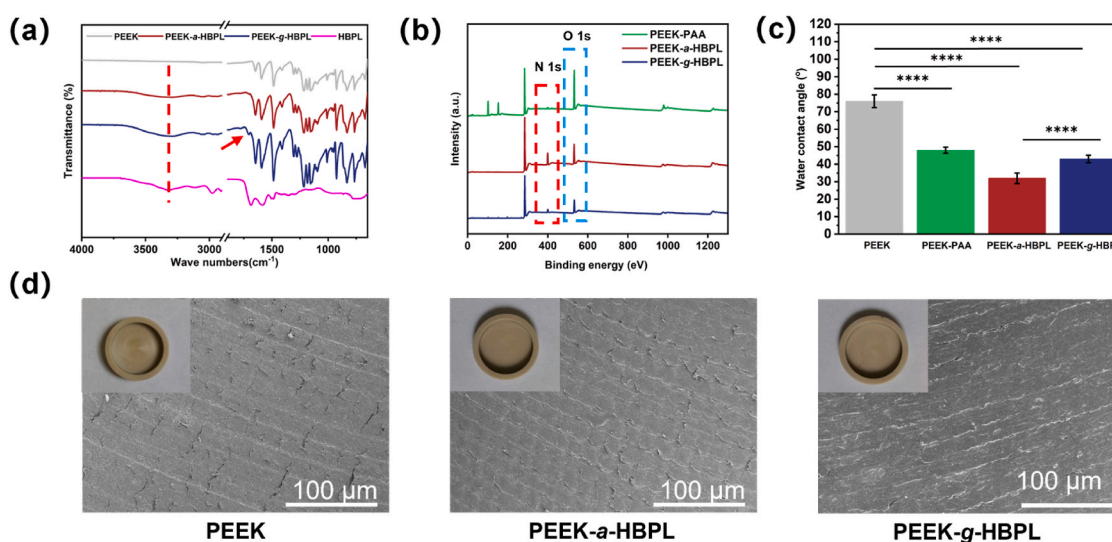 (a)
PEEK PEEK-a-HBPL PEEK-g-HBPL HBPL
Transmittance (%)
4000 3000 1500 1000
Wave numbers(cm-1)
(b)
PEEK-PAA
PEEK-a-HBPL
PEEK-g-HBPL
O 1s
N 1s
Intensity (a.u.)
0 200 400 600 800 1000 1200
Binding energy (eV)
(c)
Water contact angle (°)
120
110
100
90
80
70
60
50
40
30
20
10
0
****
****
****
****
PEEK PEEK-PAA PEEK-a-HBPL PEEK-g-HBP
(d)
100 µm
100 µm
100 µm
PEEK
PEEK-a-HBPL
PEEK-g-HBPL